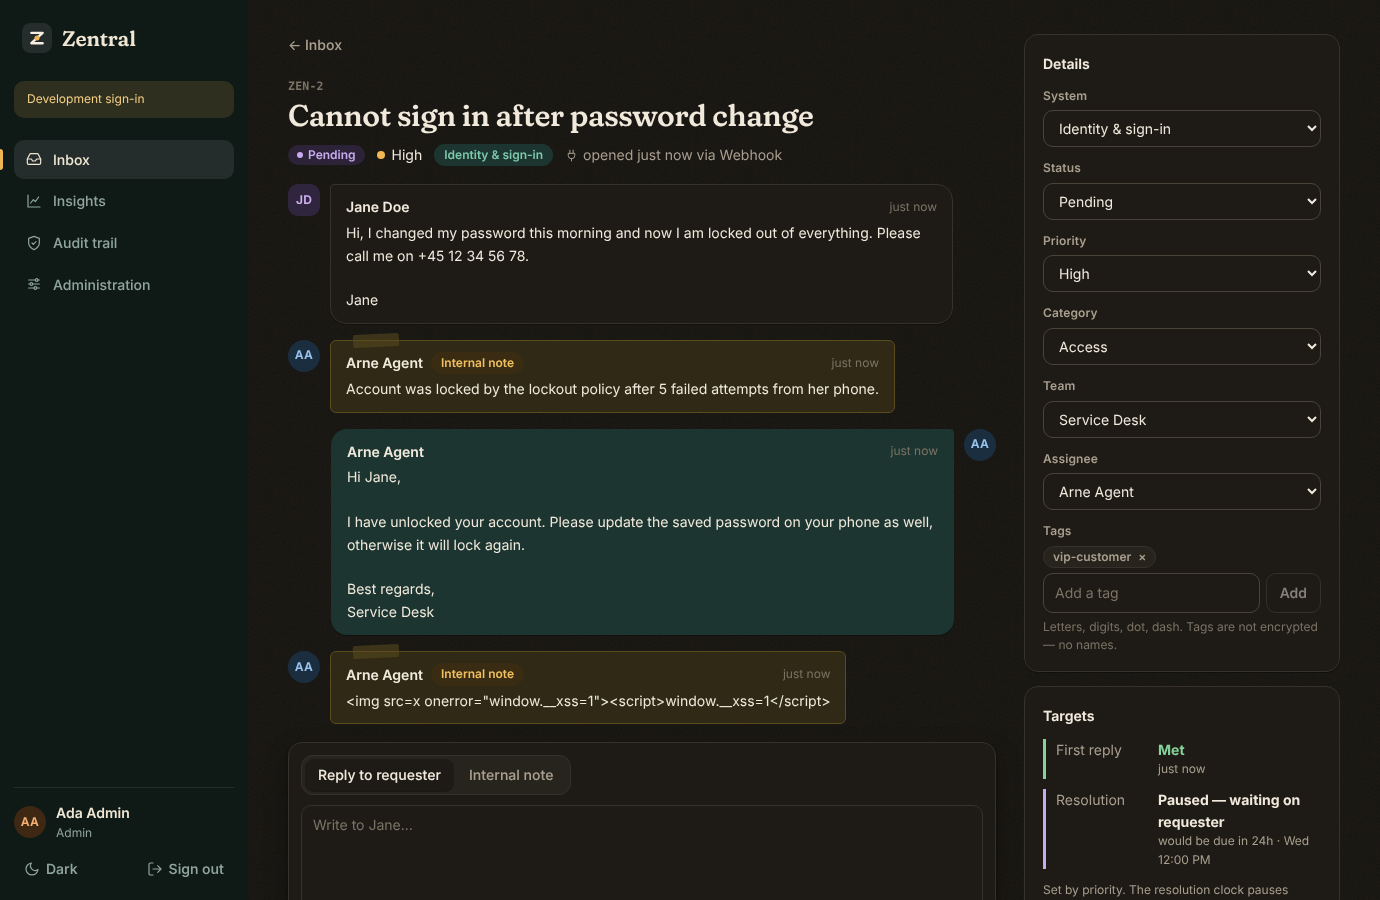 Zentral
Development sign-in
Inbox
Insights
Audit trail
Administration
AA
Ada Admin
Admin
Dark
Sign out
← Inbox
ZEN-2
Cannot sign in after password change
Pending
High
Identity & sign-in
opened just now via Webhook
JD
Jane Doe
just now
Hi, I changed my password this morning and now I am locked out of everything. Please
call me on +45 12 34 56 78.
Jane
AA
Arne Agent
Internal note
just now
Account was locked by the lockout policy after 5 failed attempts from her phone.
Arne Agent
just now
AA
Hi Jane,
I have unlocked your account. Please update the saved password on your phone as well,
otherwise it will lock again.
Best regards,
Service Desk
AA
Arne Agent
Internal note
just now
<img src=x onerror="window.__xss=1"><script>window.__xss=1</script>
Reply to requester
Internal note
Write to Jane...
Details
System
Identity & sign-in
Status
Pending
Priority
High
Category
Access
Team
Service Desk
Assignee
Arne Agent
Tags
vip-customer ×
Add a tag
Add
Letters, digits, dot, dash. Tags are not encrypted
— no names.
Targets
First reply
Met
just now
Resolution
Paused — waiting on
requester
would be due in 24h · Wed
12:00 PM
Set by priority. The resolution clock pauses